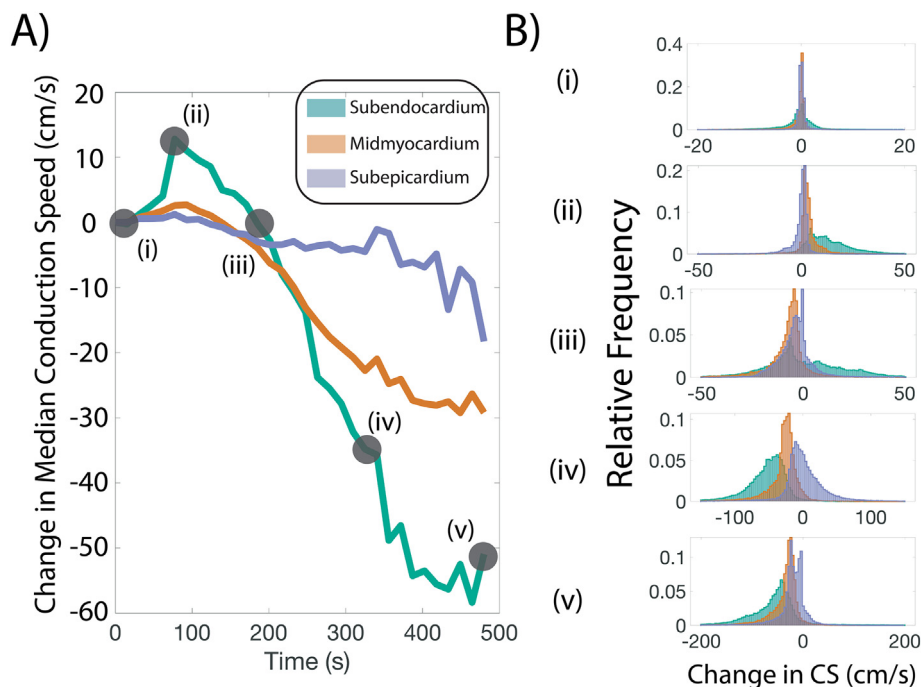 A)
Change in Median Conduction Speed (cm/s)
20
10
0
-10
-20
-30
-40
-50
-60
0
100
200
300
400
500
Time (s)
Subendocardium
Midmyocardium
Subepicardium
(i)
(ii)
(iii)
(iv)
(v)
B)
Relative Frequency
(i)
0.4
0.2
0
-20
0
20
(ii)
0.2
0.1
0
-50
0
50
(iii)
0.1
0.05
0
-50
0
50
(iv)
0.1
0.05
0
-100
0
100
(v)
0.1
0.05
0
-200
0
200
Change in CS (cm/s)